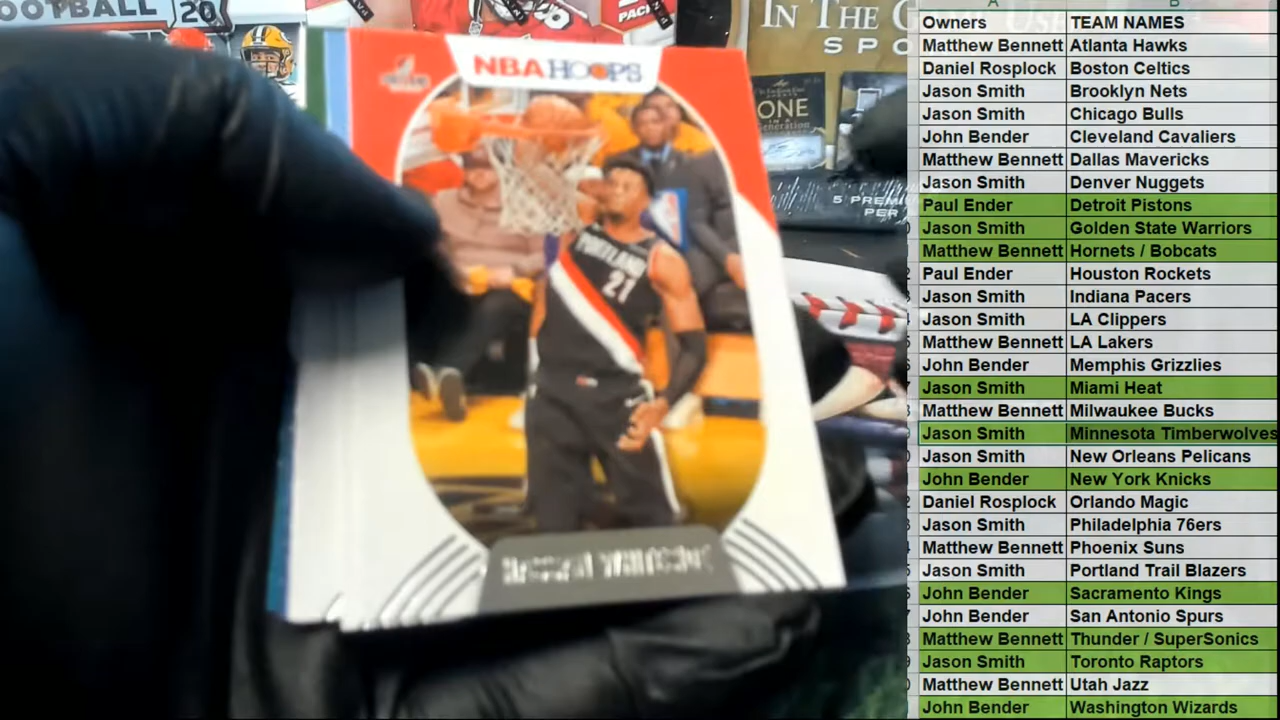 OOTBALL 20
PACK
IN THE G
SPO
ONE
IN A
Generation
5 PREM
PER
NBA HOOPS
PORTLAND
21
Owners TEAM NAMES
Matthew Bennett Atlanta Hawks
Daniel Rosplock Boston Celtics
Jason Smith Brooklyn Nets
Jason Smith Chicago Bulls
John Bender Cleveland Cavaliers
Matthew Bennett Dallas Mavericks
Jason Smith Denver Nuggets
Paul Ender Detroit Pistons
Jason Smith Golden State Warriors
Matthew Bennett Hornets / Bobcats
Paul Ender Houston Rockets
Jason Smith Indiana Pacers
Jason Smith LA Clippers
Matthew Bennett LA Lakers
John Bender Memphis Grizzlies
Jason Smith Miami Heat
Matthew Bennett Milwaukee Bucks
Jason Smith Minnesota Timberwolves
Jason Smith New Orleans Pelicans
John Bender New York Knicks
Daniel Rosplock Orlando Magic
Jason Smith Philadelphia 76ers
Matthew Bennett Phoenix Suns
Jason Smith Portland Trail Blazers
John Bender Sacramento Kings
John Bender San Antonio Spurs
Matthew Bennett Thunder / SuperSonics
Jason Smith Toronto Raptors
Matthew Bennett Utah Jazz
John Bender Washington Wizards